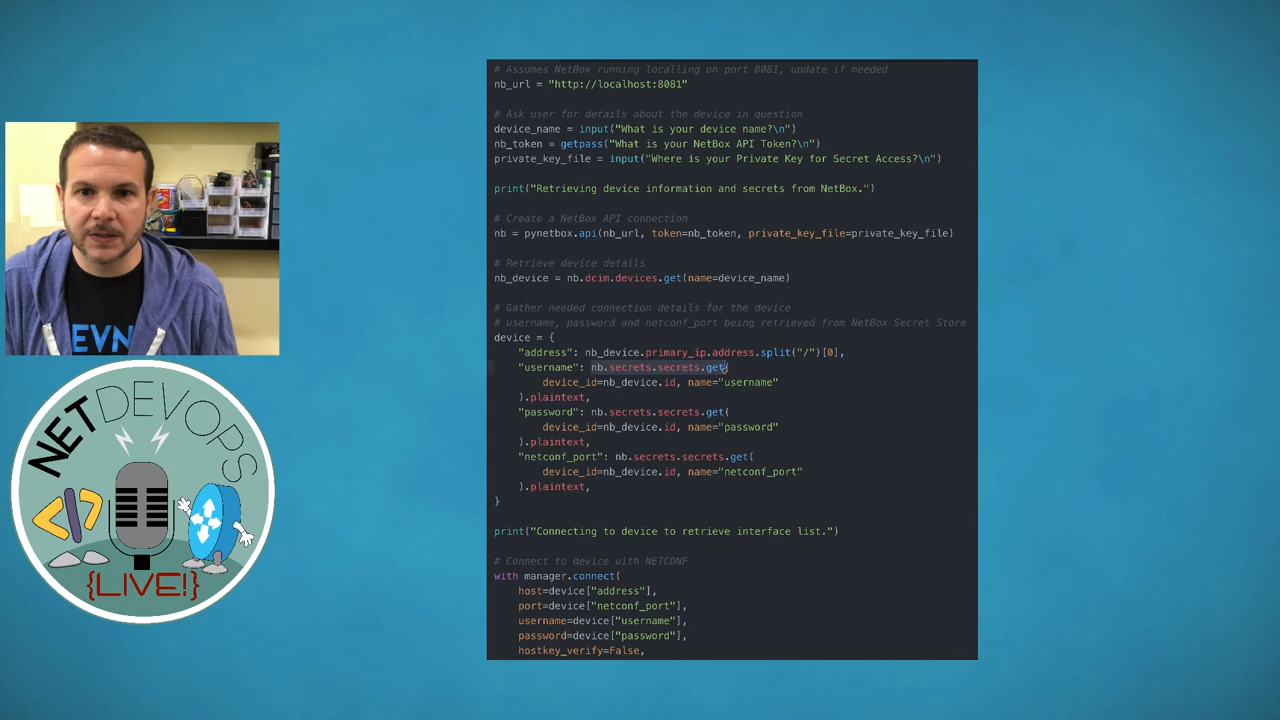 # Assumes NetBox running localling on port 8081, update if needed
nb_url = "http://localhost:8081"
# Ask user for details about the device in question
device_name = input("What is your device name?\n")
nb_token = getpass("What is your NetBox API Token?\n")
private_key_file = input("Where is your Private Key for Secret Access?\n")
print("Retrieving device information and secrets from NetBox.")
# Create a NetBox API connection
nb = pynetbox.api(nb_url, token=nb_token, private_key_file=private_key_file)
# Retrieve device details
nb_device = nb.dcim.devices.get(name=device_name)
# Gather needed connection details for the device
# username, password and netconf_port being retrieved from NetBox Secret Store
device = {
"address": nb_device.primary_ip.address.split("/")[0],
"username": nb.secrets.secrets.get(
device_id=nb_device.id, name="username"
).plaintext,
"password": nb.secrets.secrets.get(
device_id=nb_device.id, name="password"
).plaintext,
"netconf_port": nb.secrets.secrets.get(
device_id=nb_device.id, name="netconf_port"
).plaintext,
}
print("Connecting to device to retrieve interface list.")
# Connect to device with NETCONF
with manager.connect(
host=device["address"],
port=device["netconf_port"],
username=device["username"],
password=device["password"],
hostkey_verify=False,
EVN
NETDEVOPS
</>
{LIVE!}